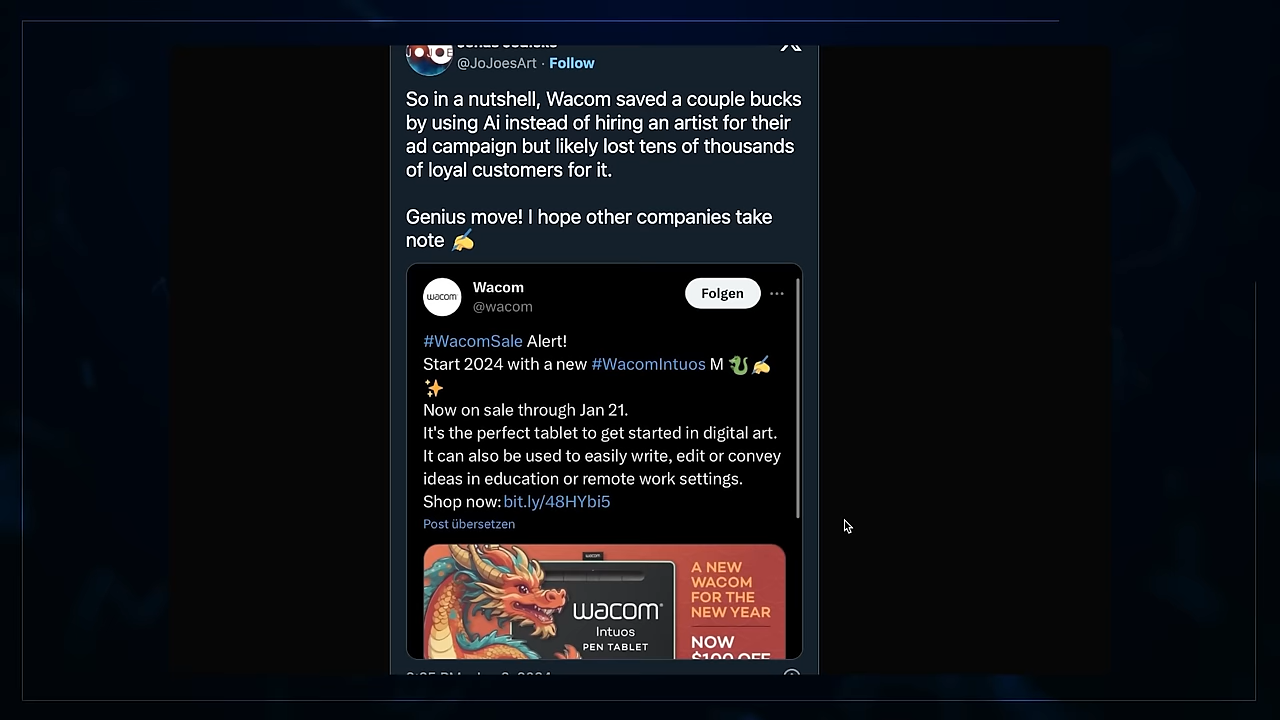 @JoJoesArt · Follow
So in a nutshell, Wacom saved a couple bucks
by using Ai instead of hiring an artist for their
ad campaign but likely lost tens of thousands
of loyal customers for it.
Genius move! I hope other companies take
note ✍️
wacom
Wacom
@wacom
Folgen
#WacomSale Alert!
Start 2024 with a new #WacomIntuos M 🐉✍️
✨
Now on sale through Jan 21.
It's the perfect tablet to get started in digital art.
It can also be used to easily write, edit or convey
ideas in education or remote work settings.
Shop now: bit.ly/48HYbi5
Post übersetzen
wacom
wacom
Intuos
PEN TABLET
A NEW
WACOM
FOR THE
NEW YEAR
NOW
$100 OFF